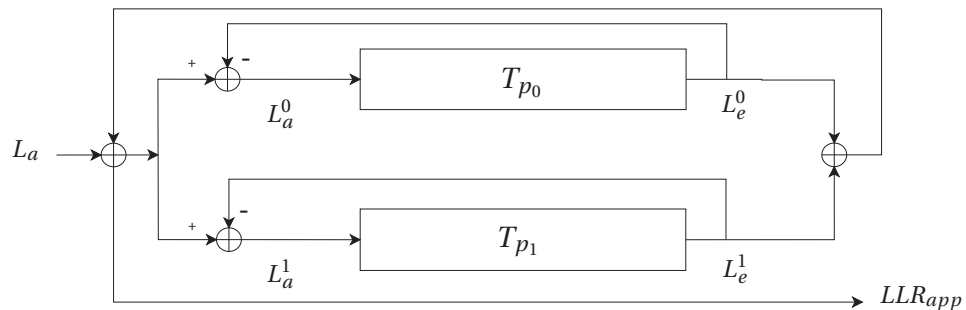 + -
T_{p_0}
L_a^0 L_e^0
L_a
+ -
T_{p_1}
L_a^1 L_e^1
LLR_{app}